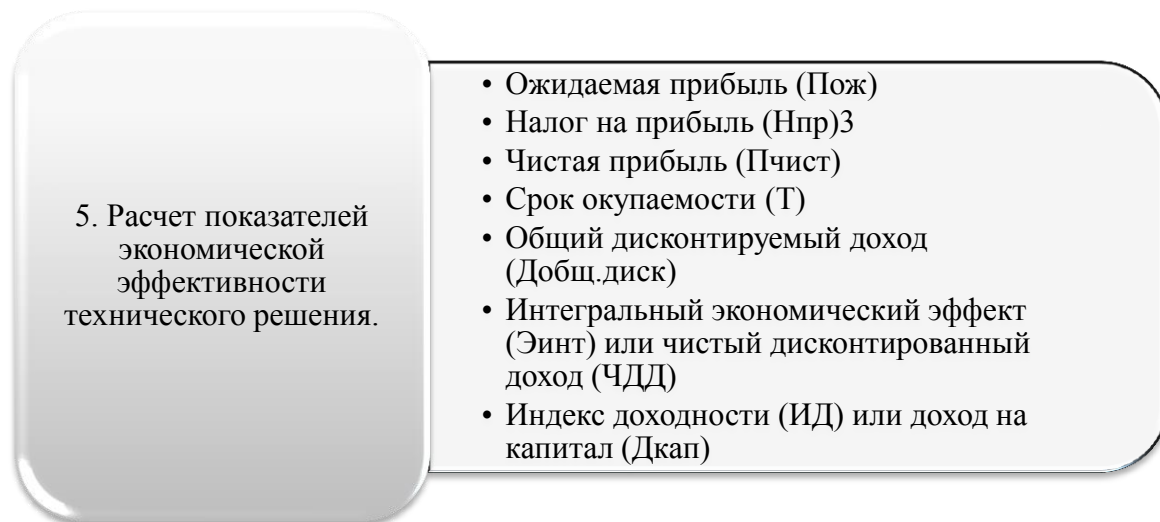 5. Расчет показателей
экономической
эффективности
технического решения.
• Ожидаемая прибыль (Пож)
• Налог на прибыль (Нпр)3
• Чистая прибыль (Пчист)
• Срок окупаемости (Т)
• Общий дисконтируемый доход
(Добщ.диск)
• Интегральный экономический эффект
(Эинт) или чистый дисконтированный
доход (ЧДД)
• Индекс доходности (ИД) или доход на
капитал (Дкап)